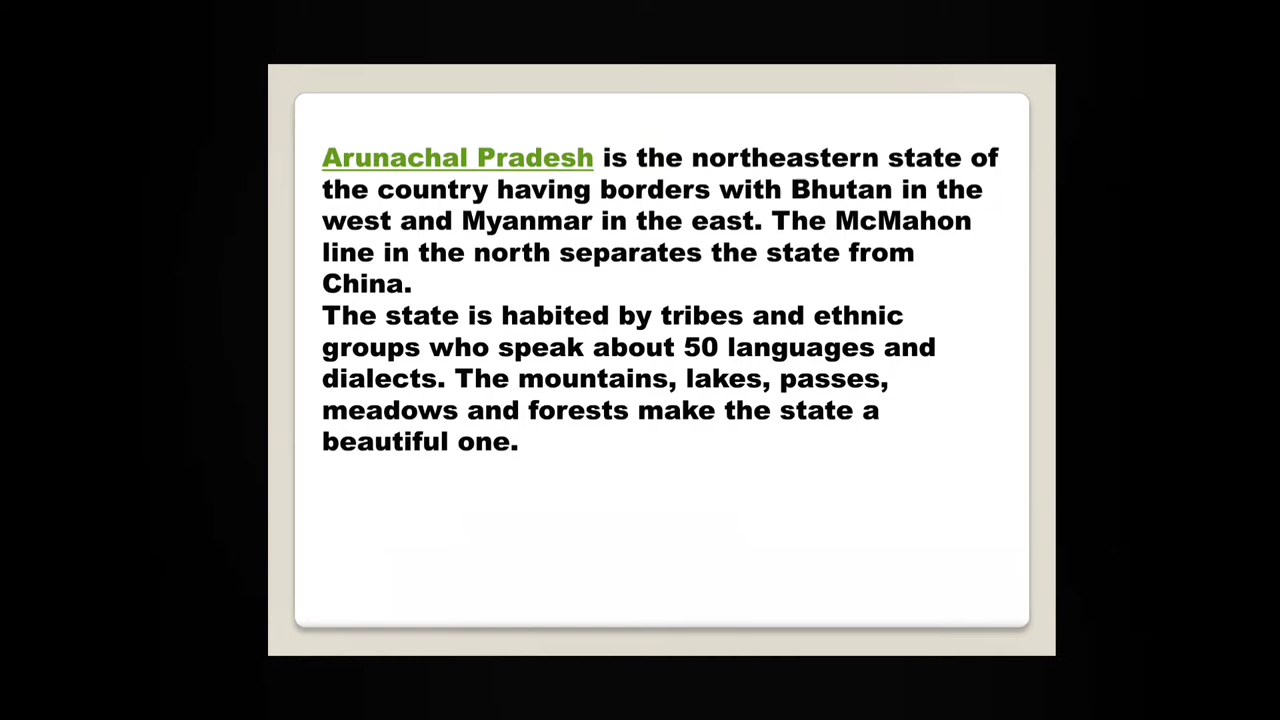 Arunachal Pradesh is the northeastern state of
the country having borders with Bhutan in the
west and Myanmar in the east. The McMahon
line in the north separates the state from
China.
The state is habited by tribes and ethnic
groups who speak about 50 languages and
dialects. The mountains, lakes, passes,
meadows and forests make the state a
beautiful one.